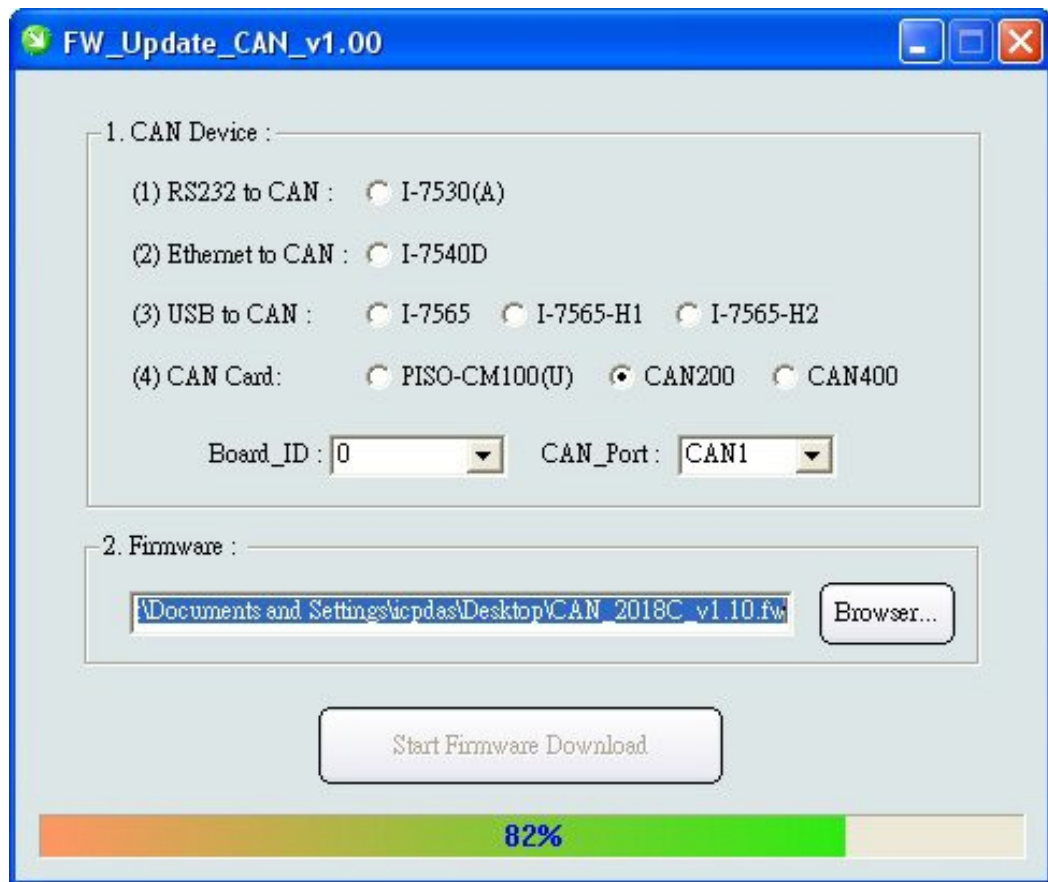 FW_Update_CAN_v1.00
1. CAN Device :
(1) RS232 to CAN : I-7530(A)
(2) Ethernet to CAN : I-7540D
(3) USB to CAN : I-7565 I-7565-H1 I-7565-H2
(4) CAN Card: PISO-CM100(U) CAN200 CAN400
Board_ID : 0 CAN_Port : CAN1
2. Firmware :
:\Documents and Settings\icpdas\Desktop\CAN_2018C_v1.10.fw Browser...
Start Firmware Download
82%